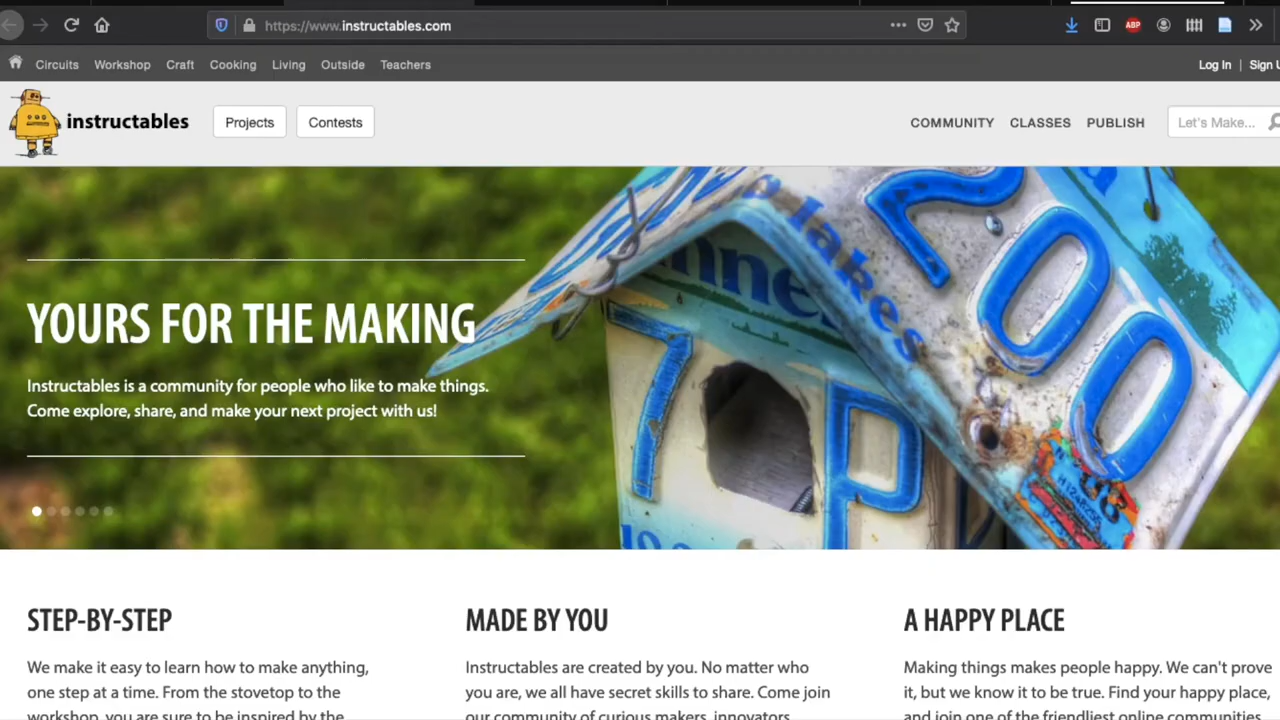 https://www.instructables.com
ABP
Circuits Workshop Craft Cooking Living Outside Teachers
Log In | Sign
instructables
Projects
Contests
COMMUNITY CLASSES PUBLISH
Let's Make...
YOURS FOR THE MAKING
Instructables is a community for people who like to make things.
Come explore, share, and make your next project with us!
lakes
200
7
P
STEP-BY-STEP
We make it easy to learn how to make anything,
one step at a time. From the stovetop to the
workshop, you are sure to be inspired by the
MADE BY YOU
Instructables are created by you. No matter who
you are, we all have secret skills to share. Come join
our community of curious makers, innovators,
A HAPPY PLACE
Making things makes people happy. We can't prove
it, but we know it to be true. Find your happy place,
and join one of the friendliest online communities